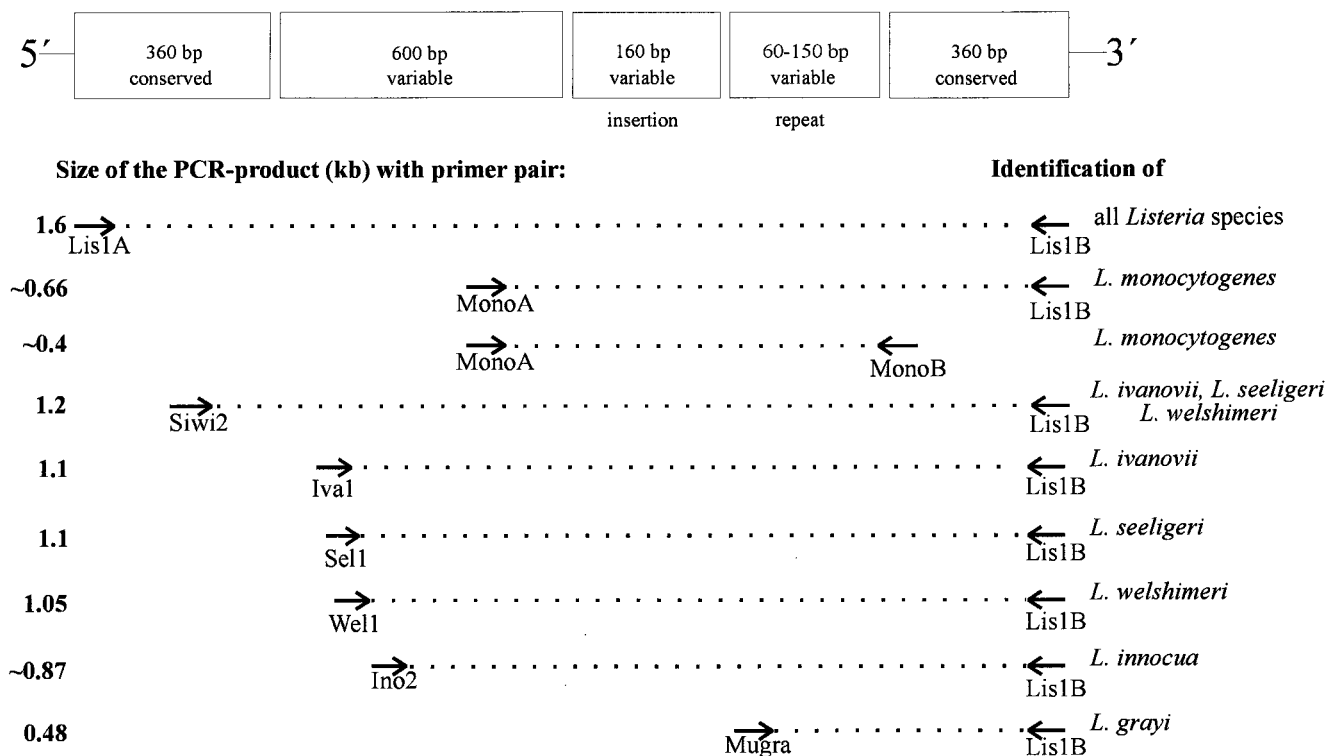 5´ 360 bp conserved 600 bp variable 160 bp variable 60-150 bp variable 360 bp conserved 3´
insertion repeat
Size of the PCR-product (kb) with primer pair: Identification of
1.6 Lis1A Lis1B all Listeria species
~0.66 MonoA Lis1B L. monocytogenes
~0.4 MonoA MonoB L. monocytogenes
1.2 Siwi2 Lis1B L. ivanovii, L. seeligeri
L. welshimeri
1.1 Iva1 Lis1B L. ivanovii
1.1 Sel1 Lis1B L. seeligeri
1.05 Wel1 Lis1B L. welshimeri
~0.87 Ino2 Lis1B L. innocua
0.48 Mugra Lis1B L. grayi